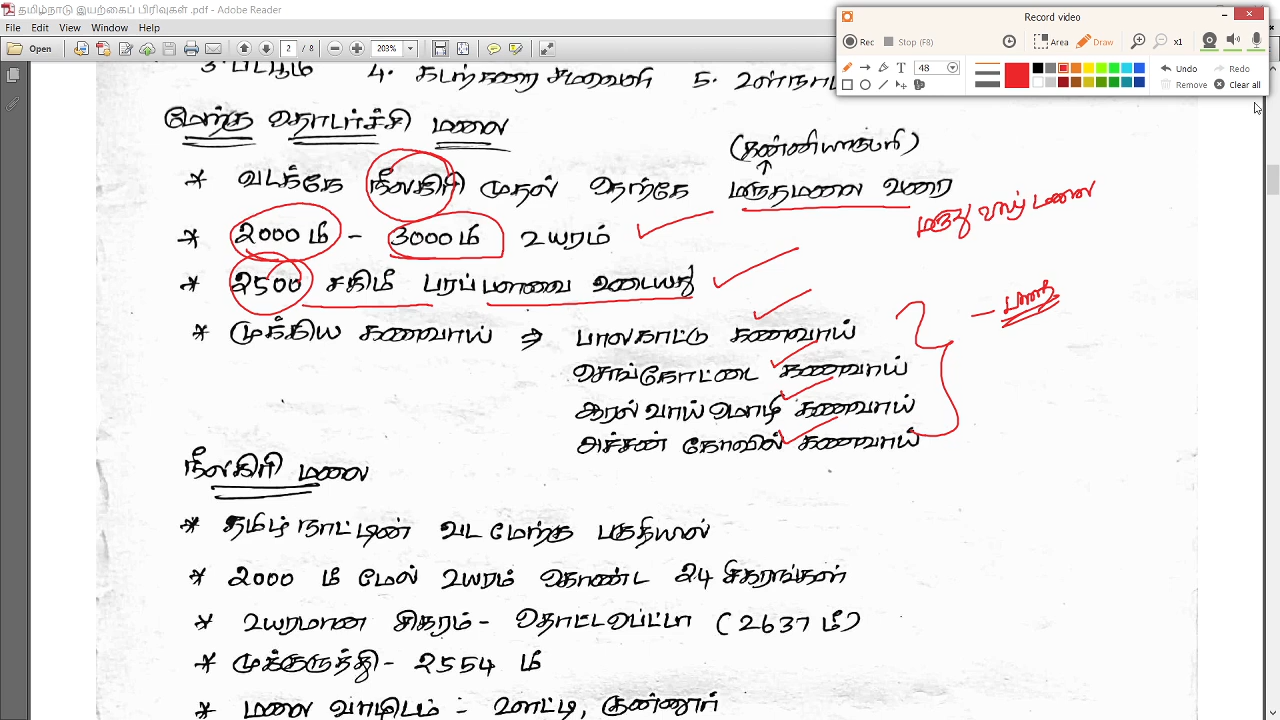 தமிழ்நாடு இயற்கைப் பிரிவுகள் .pdf - Adobe Reader
File Edit View Window Help
Open 2 / 8 203%
Record video
Rec Stop (F8) Area Draw x1
T 48 Undo Redo
Remove Clear all
4. கடற்கரை சமவெளி 5.
மேற்கு தொடர்ச்சி மலை
(கன்னியாகுமரி)
* வடக்கே நீலகிரி முதல் தெற்கே மருதமலை வரை
மருது வாழ் மலை
* 2000 மீ - 3000 மீ உயரம்
* 2500 சகிமீ பரப்பளவை உடையது
* முக்கிய கணவாய் ⇒ பாலகாட்டு கணவாய்
செங்கோட்டை கணவாய்
ஆரல் வாய் மொழி கணவாய்
அச்சன் கோவில் கணவாய்
நீலகிரி மலை
* தமிழ் நாட்டின் வட மேற்கு பகுதியில்
* 2000 மீ மேல் உயரம் கொண்ட 24 சிகரங்கள்
* உயரமான சிகரம் - தொட்டபெட்டா (2637 மீ)
* முக்குருத்தி - 2554 மீ
* மலை வாழிடம் - ஊட்டி, குன்னூர்